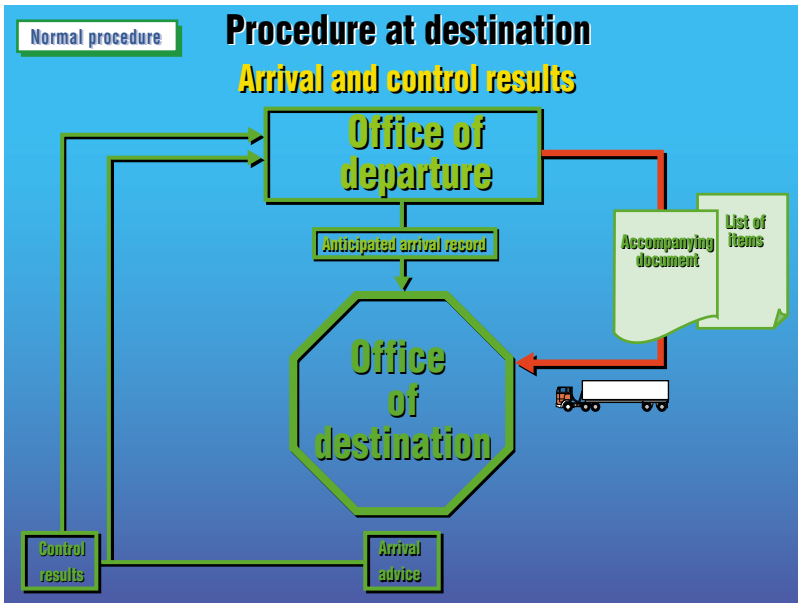 Normal procedure
Procedure at destination
Arrival and control results
Office of
departure
Anticipated arrival record
Accompanying
document
List of
items
Office
of
destination
Control
results
Arrival
advice